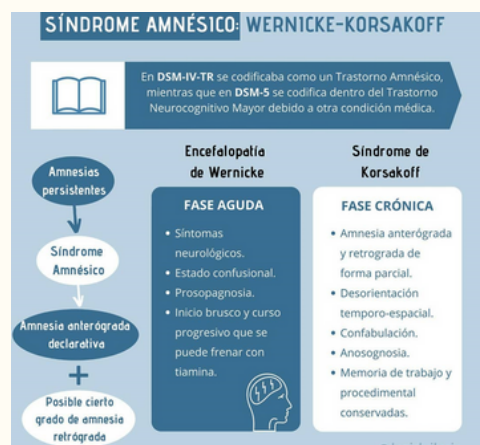 SÍNDROME AMNÉSICO: WERNICKE-KORSAKOFF
En DSM-IV-TR se codificaba como un Trastorno Amnésico,
mientras que en DSM-5 se codifica dentro del Trastorno
Neurocognitivo Mayor debido a otra condición médica.
Amnesias
persistentes
Síndrome
Amnésico
Amnesia anterógrada
declarativa
+
Posible cierto
grado de amnesia
retrógrada
Encefalopatía
de Wernicke
FASE AGUDA
• Síntomas
neurológicos.
• Estado confusional.
• Prosopagnosia.
• Inicio brusco y curso
progresivo que se
puede frenar con
tiamina.
Síndrome de
Korsakoff
FASE CRÓNICA
• Amnesia anterógrada
y retrograda de
forma parcial.
• Desorientación
temporo-espacial.
• Confabulación.
• Anosognosia.
• Memoria de trabajo y
procedimental
conservadas.